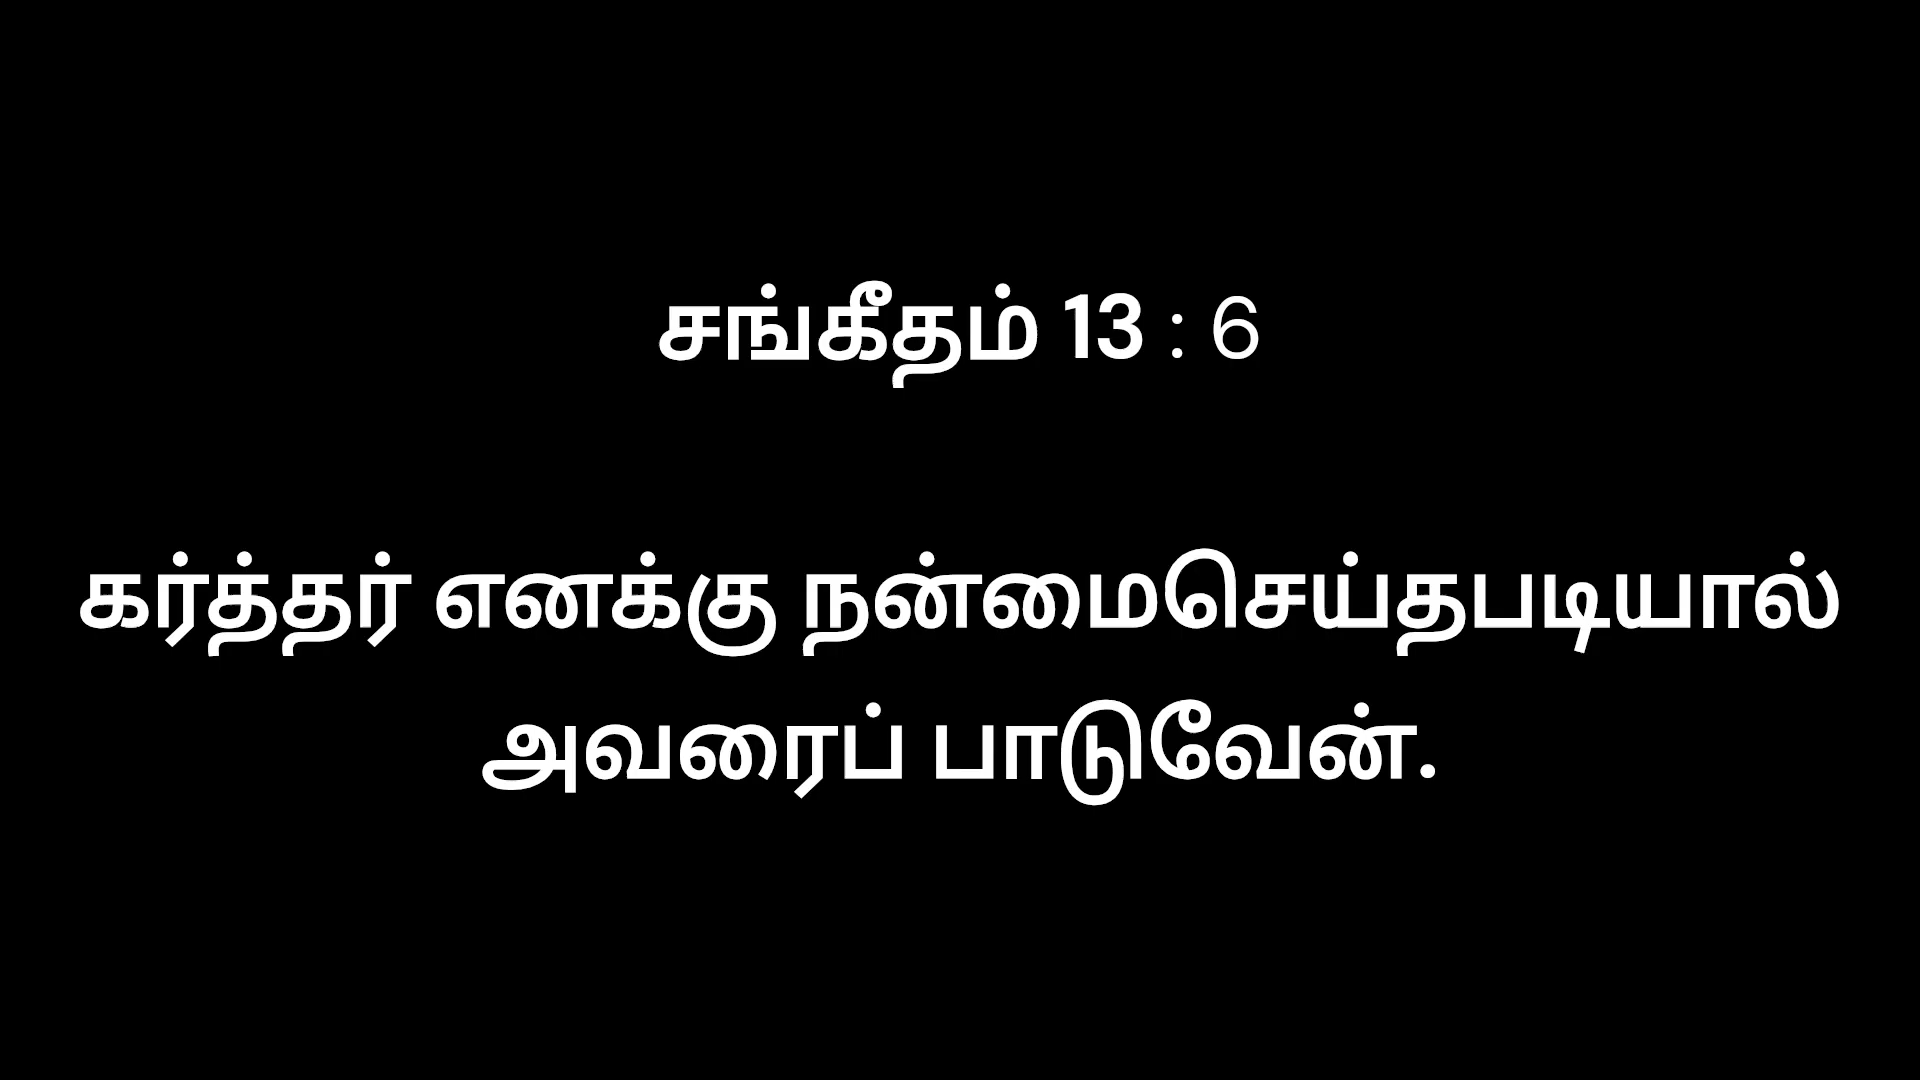 சங்கீதம் 13 : 6
கர்த்தர் எனக்கு நன்மைசெய்தபடியால்
அவரைப் பாடுவேன்.